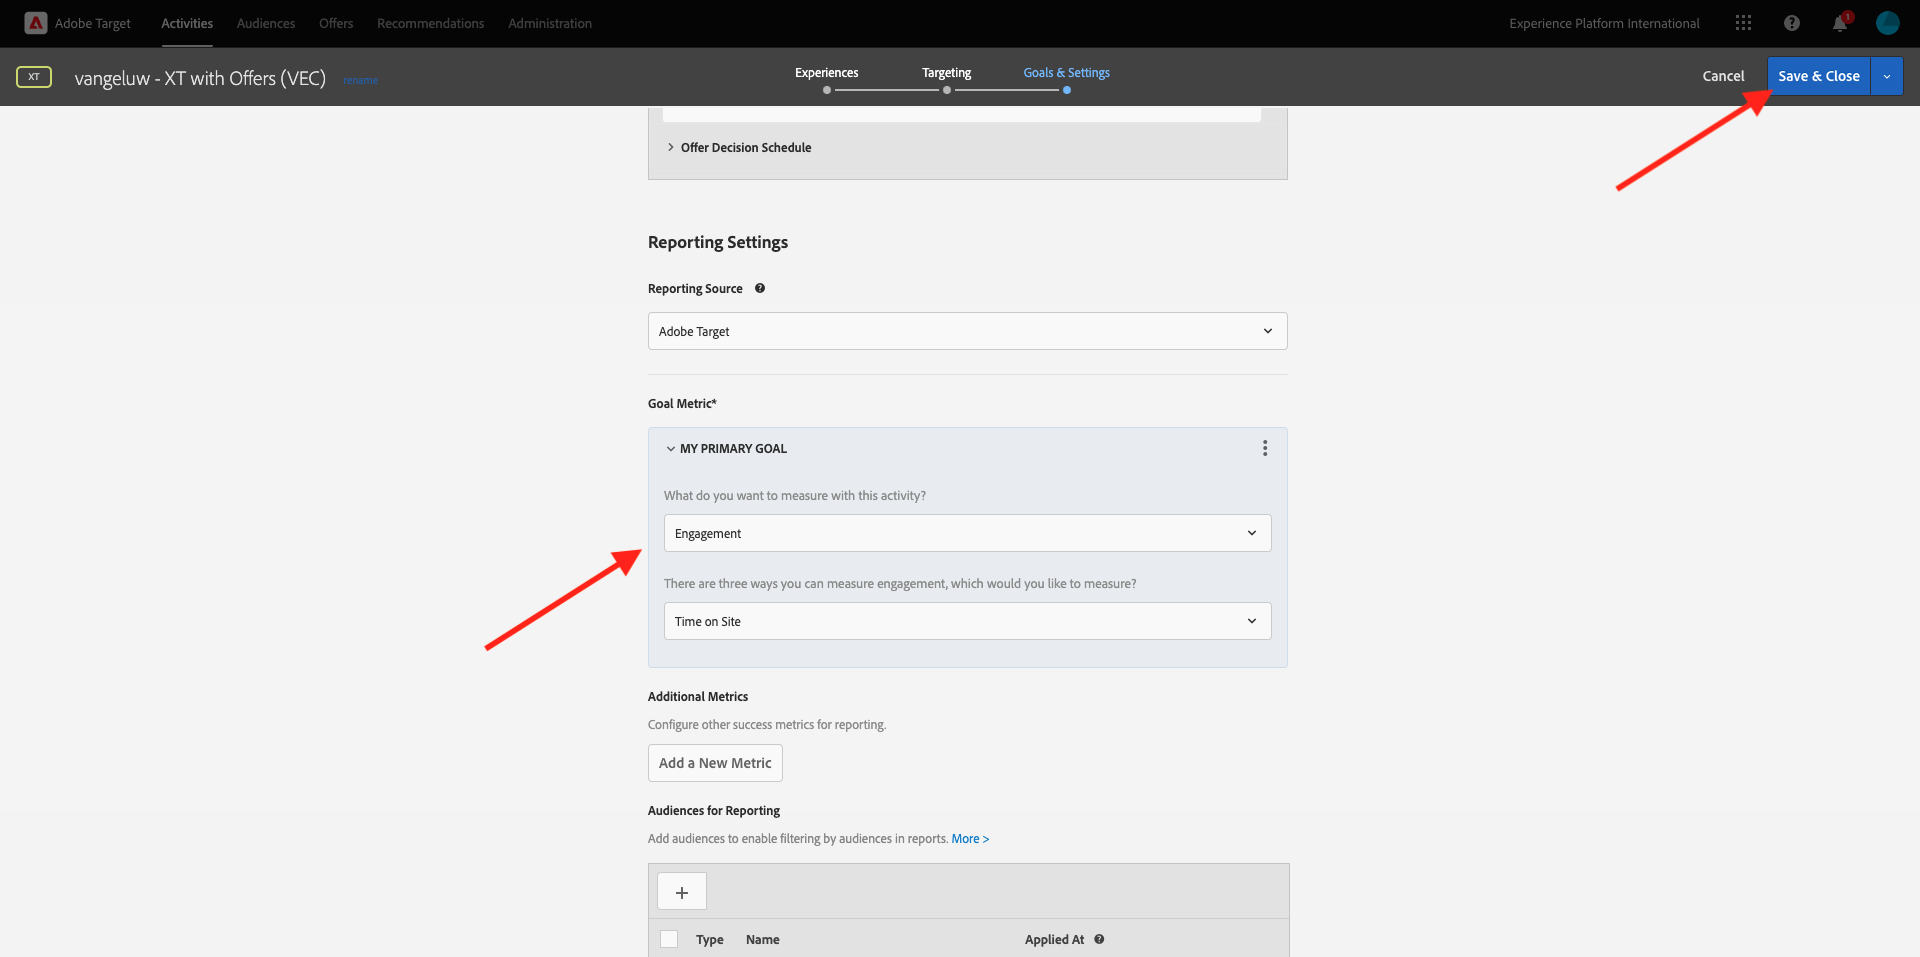 Adobe Target Activities Audiences Offers Recommendations Administration Experience Platform International 1
XT vangeluw - XT with Offers (VEC) rename Experiences Targeting Goals & Settings Cancel Save & Close
Offer Decision Schedule
Reporting Settings
Reporting Source
Adobe Target
Goal Metric*
MY PRIMARY GOAL
What do you want to measure with this activity?
Engagement
There are three ways you can measure engagement, which would you like to measure?
Time on Site
Additional Metrics
Configure other success metrics for reporting.
Add a New Metric
Audiences for Reporting
Add audiences to enable filtering by audiences in reports. More >
+
Type Name Applied At